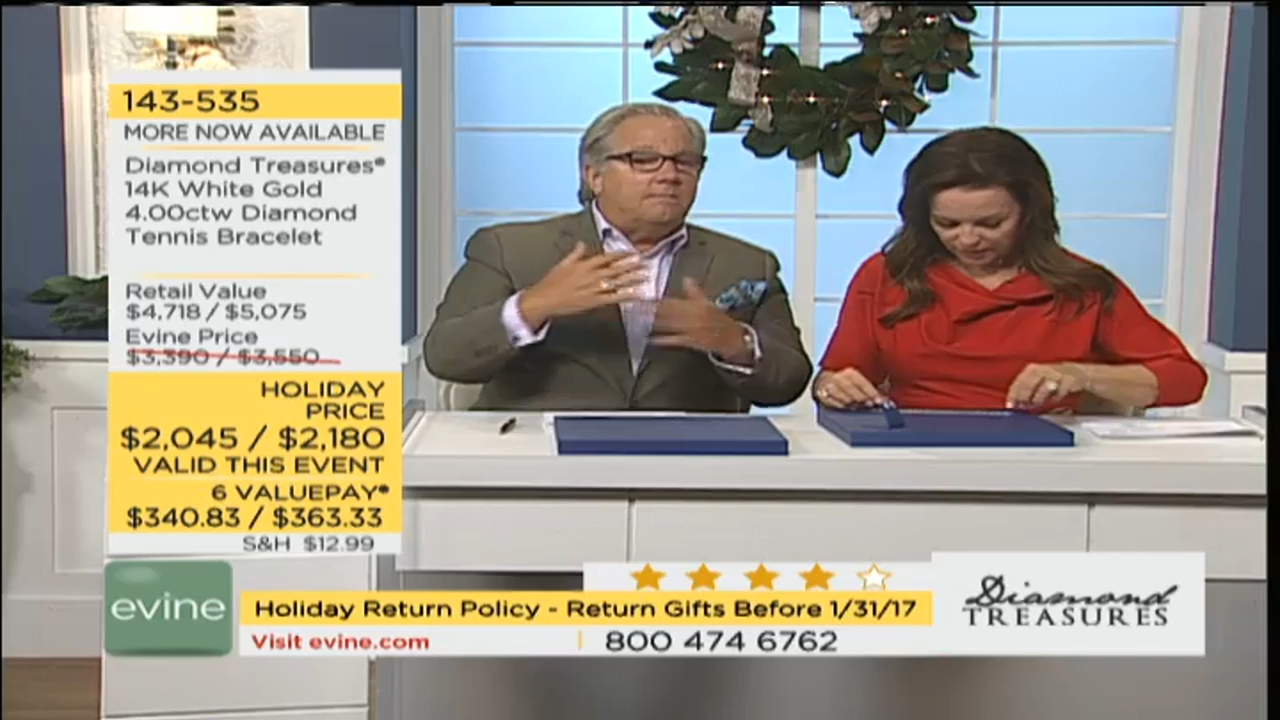 143-535
MORE NOW AVAILABLE
Diamond Treasures®
14K White Gold
4.00ctw Diamond
Tennis Bracelet
Retail Value
$4,718 / $5,075
Evine Price
$3,390 / $3,550
HOLIDAY
PRICE
$2,045 / $2,180
VALID THIS EVENT
6 VALUEPAY®
$340.83 / $363.33
S&H $12.99
evine
Holiday Return Policy - Return Gifts Before 1/31/17
Visit evine.com
800 474 6762
Diamond
TREASURES